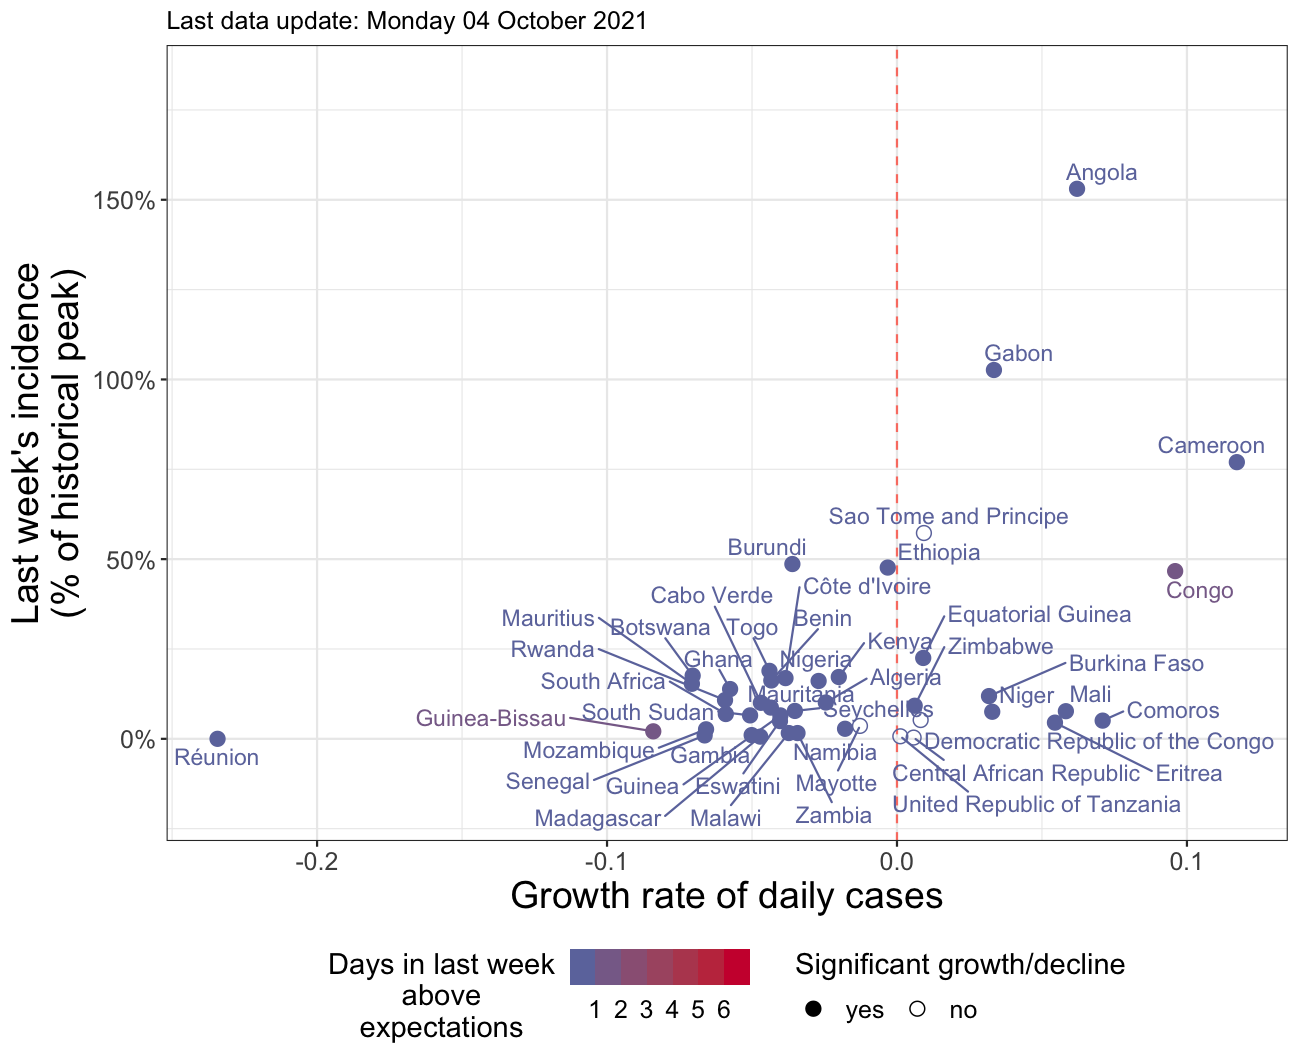 Last data update: Monday 04 October 2021
Last week's incidence
(% of historical peak)
150%
100%
50%
0%
Angola
Gabon
Cameroon
Sao Tome and Principe
Burundi
Ethiopia
Côte d'Ivoire
Congo
Cabo Verde
Mauritius
Botswana
Togo
Benin
Equatorial Guinea
Rwanda
Ghana
Nigeria
Kenya
Zimbabwe
Burkina Faso
South Africa
Mauritania
Algeria
Niger
Mali
Guinea-Bissau
South Sudan
Seychelles
Comoros
Réunion
Mozambique
Gambia
Namibia
Democratic Republic of the Congo
Senegal
Guinea
Eswatini
Mayotte
Central African Republic
Eritrea
Madagascar
Malawi
Zambia
United Republic of Tanzania
-0.2
-0.1
0.0
0.1
Growth rate of daily cases
Days in last week
above
expectations
1 2 3 4 5 6
Significant growth/decline
yes
no